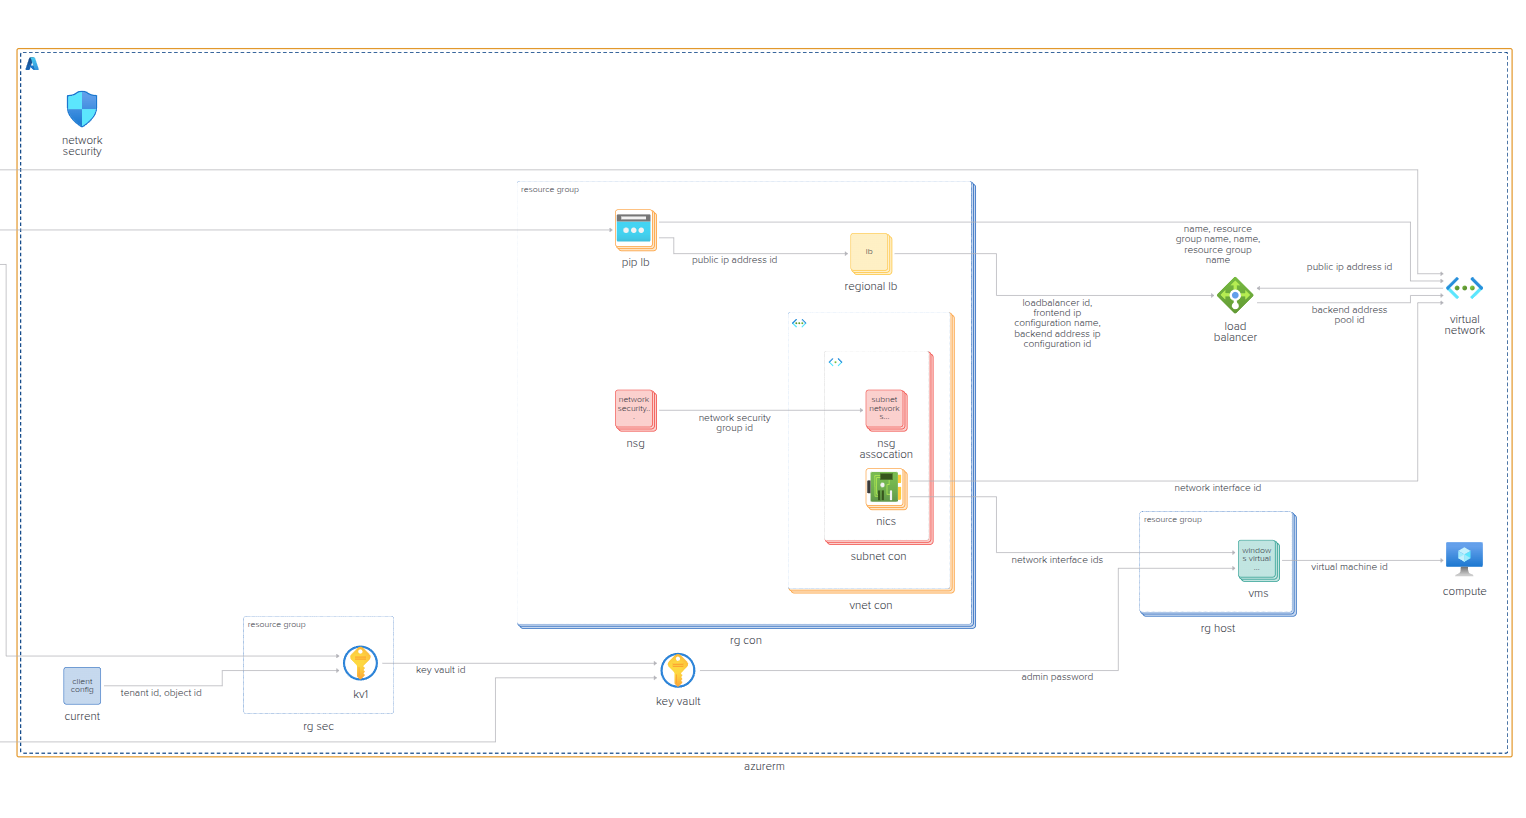 network
security
resource group
pip lb
public ip address id
lb
regional lb
name, resource
group name, name,
resource group
name
public ip address id
loadbalancer id,
frontend ip
configuration name,
backend address ip
configuration id
load
balancer
backend address
pool id
virtual
network
network
security...
nsg
network security
group id
subnet
network
s...
nsg
assocation
nics
subnet con
vnet con
rg con
network interface id
network interface ids
resource group
window
s virtual
...
vms
rg host
virtual machine id
compute
resource group
client
config
current
tenant id, object id
kv1
rg sec
key vault id
key vault
admin password
azurerm